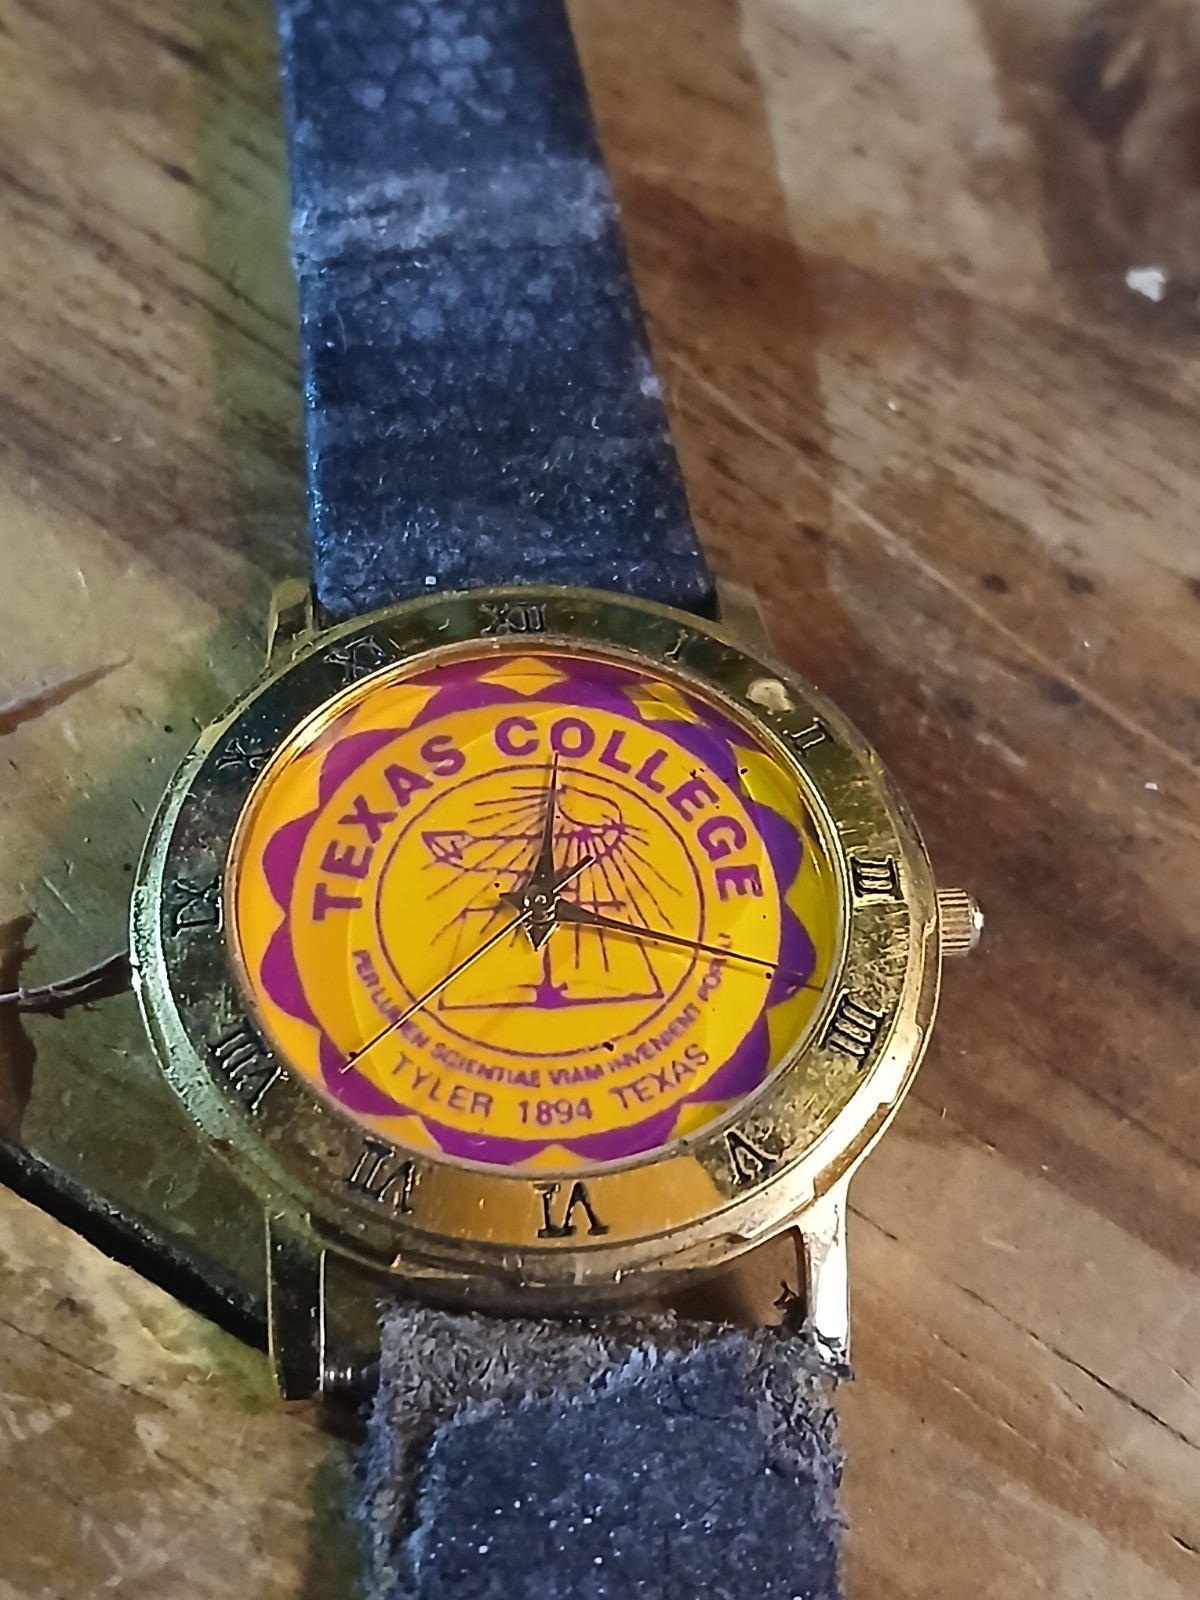 XII
I
II
III
IIII
V
VI
VII
VIII
IX
X
XI
TEXAS COLLEGE
PER LUMEN SCIENTIAE VIAM INVENIENT
TYLER 1894 TEXAS